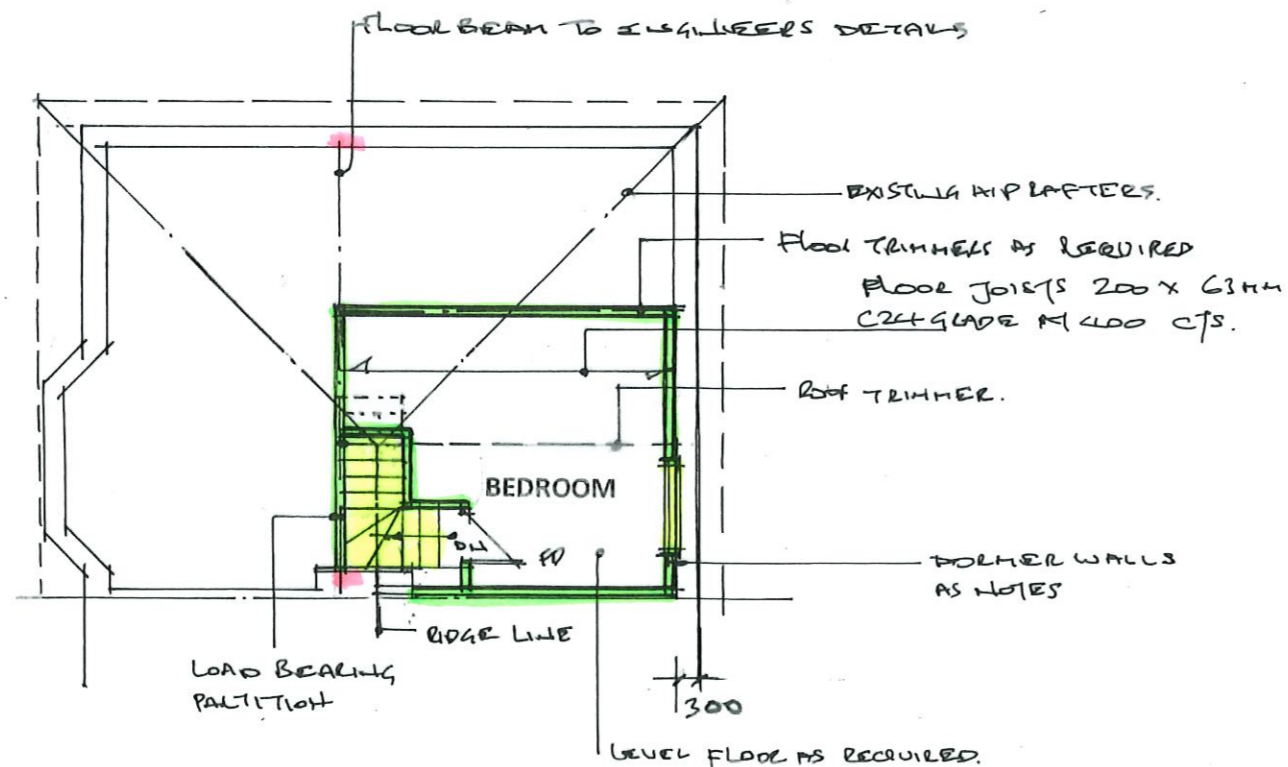 FLOOR BEAM TO ENGINEERS DETAILS
EXISTING HIP RAFTERS.
FLOOR TRIMMERS AS REQUIRED
FLOOR JOISTS 200 X 63MM
C24 GRADE AT 400 C/S.
ROOF TRIMMER.
BEDROOM
DN
FD
DORMER WALLS
AS NOTES
RIDGE LINE
LOAD BEARING
PARTITION
300
LEVEL FLOOR AS REQUIRED.